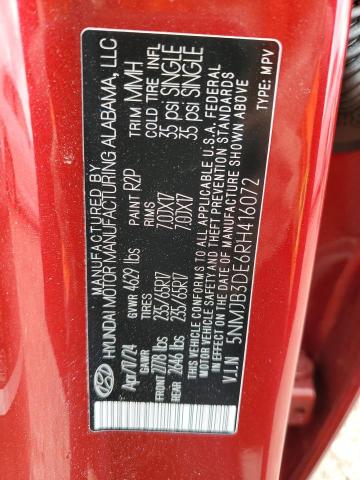 MANUFACTURED BY
HYUNDAI MOTOR MANUFACTURING ALABAMA, LLC
Apr/17/24 GVWR 4629 lbs PAINT R2P TRIM MMH
GAWR TIRES RIMS COLD TIRE INFL
FRONT 2778 lbs 235/65R17 7.0JX17 35 psi SINGLE
REAR 2646 lbs 235/65R17 7.0JX17 35 psi SINGLE
THIS VEHICLE CONFORMS TO ALL APPLICABLE U.S.A. FEDERAL
MOTOR VEHICLE SAFETY, AND THEFT PREVENTION STANDARDS
IN EFFECT ON THE DATE OF MANUFACTURE SHOWN ABOVE.
V.I.N 5NMJB3DE6RH416072 TYPE: MPV